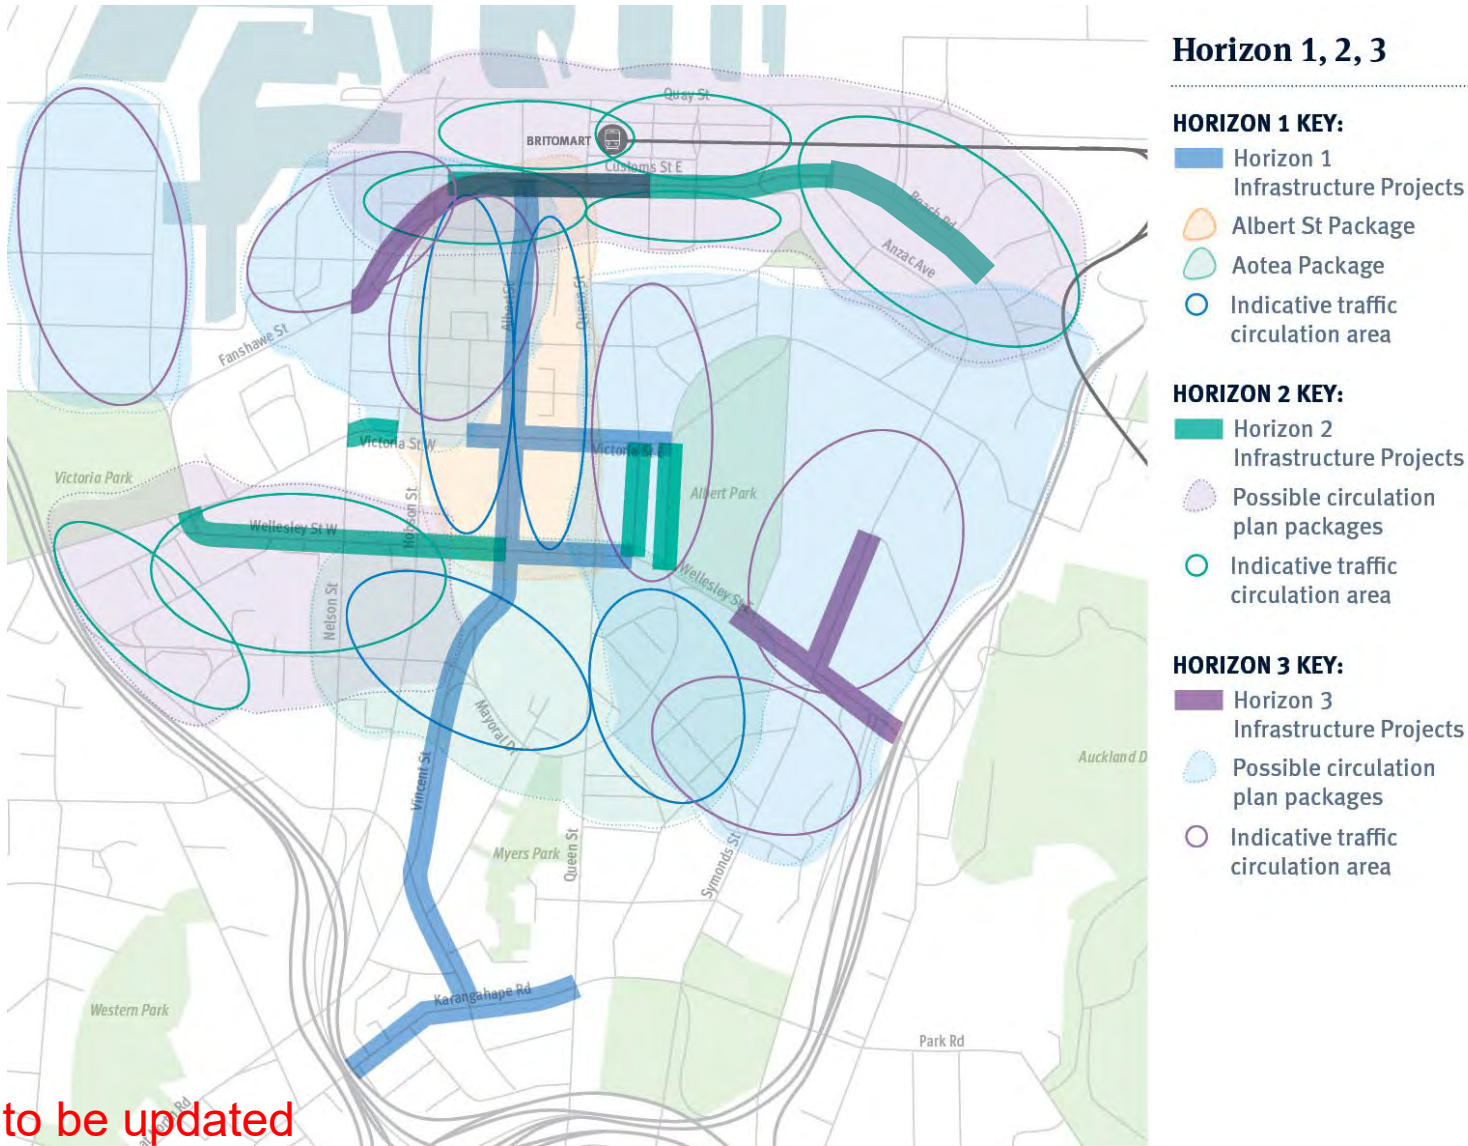 Horizon 1, 2, 3
HORIZON 1 KEY:
Horizon 1
Infrastructure Projects
Albert St Package
Aotea Package
Indicative traffic
circulation area
HORIZON 2 KEY:
Horizon 2
Infrastructure Projects
Possible circulation
plan packages
Indicative traffic
circulation area
HORIZON 3 KEY:
Horizon 3
Infrastructure Projects
Possible circulation
plan packages
Indicative traffic
circulation area
Quay St
BRITOMART
Customs St E
Beach Rd
Anzac Ave
Albert St
Queen St
Fanshawe St
Victoria St W
Victoria St E
Victoria Park
Albert Park
Hobson St
Wellesley St W
Wellesley St E
Nelson St
Mayoral D
Vincent St
Auckland D
Myers Park
Queen St
Symonds St
Karangahape Rd
Western Park
Park Rd
to be updated